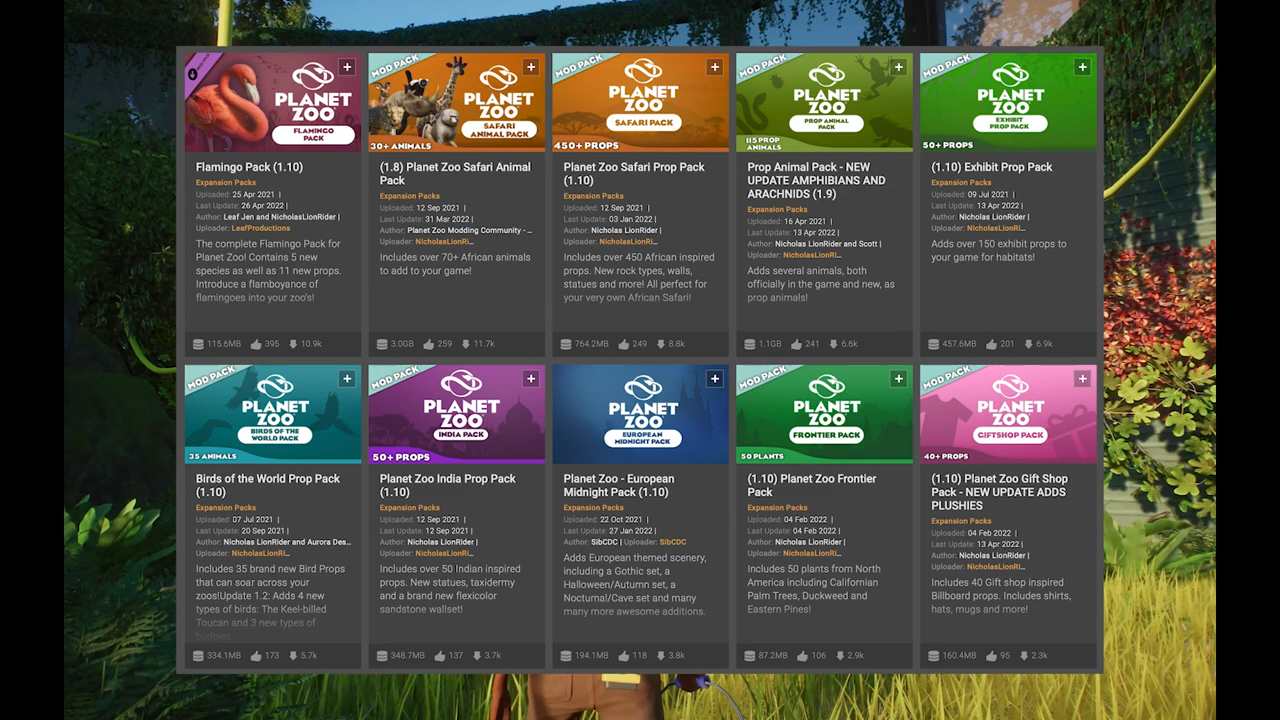 PLANET
ZOO
FLAMINGO
PACK
Flamingo Pack (1.10)
Expansion Packs
Uploaded: 25 Apr 2021 |
Last Update: 26 Apr 2022 |
Author: Leaf Jen and NicholasLionRider |
Uploader: LeafProductions
The complete Flamingo Pack for
Planet Zoo! Contains 5 new
species as well as 11 new props.
Introduce a flamboyance of
flamingoes into your zoo's!
115.6MB 395 10.9k
MOD PACK
PLANET
ZOO
SAFARI
ANIMAL PACK
30+ ANIMALS
(1.8) Planet Zoo Safari Animal
Pack
Expansion Packs
Uploaded: 12 Sep 2021 |
Last Update: 31 Mar 2022 |
Author: Planet Zoo Modding Community - ...
Uploader: NicholasLionRi...
Includes over 70+ African animals
to add to your game!
3.0GB 259 11.7k
MOD PACK
PLANET
ZOO
SAFARI PACK
450+ PROPS
Planet Zoo Safari Prop Pack
(1.10)
Expansion Packs
Uploaded: 12 Sep 2021 |
Last Update: 03 Jan 2022 |
Author: Nicholas LionRider |
Uploader: NicholasLionRi...
Includes over 450 African inspired
props. New rock types, walls,
statues and more! All perfect for
your very own African Safari!
764.2MB 249 8.8k
MOD PACK
PLANET
ZOO
PROP ANIMAL
PACK
115 PROP
ANIMALS
Prop Animal Pack - NEW
UPDATE AMPHIBIANS AND
ARACHNIDS (1.9)
Expansion Packs
Uploaded: 16 Apr 2021 |
Last Update: 13 Apr 2022 |
Author: Nicholas LionRider and Scott |
Uploader: NicholasLionRi...
Adds several animals, both
officially in the game and new, as
prop animals!
1.1GB 241 6.6k
MOD PACK
PLANET
ZOO
EXHIBIT
PROP PACK
50+ PROPS
(1.10) Exhibit Prop Pack
Expansion Packs
Uploaded: 09 Jul 2021 |
Last Update: 13 Apr 2022 |
Author: Nicholas LionRider |
Uploader: NicholasLionRi...
Adds over 150 exhibit props to
your game for habitats!
457.6MB 201 6.9k
MOD PACK
PLANET
ZOO
BIRDS OF THE
WORLD PACK
35 ANIMALS
Birds of the World Prop Pack
(1.10)
Expansion Packs
Uploaded: 07 Jul 2021 |
Last Update: 20 Sep 2021 |
Author: Nicholas LionRider and Aurora Des...
Uploader: NicholasLionRi...
Includes 35 brand new Bird Props
that can soar across your
zoos!Update 1.2: Adds 4 new
types of birds: The Keel-billed
Toucan and 3 new types of
budgies.
334.1MB 173 5.7k
MOD PACK
PLANET
ZOO
INDIA PACK
50+ PROPS
Planet Zoo India Prop Pack
(1.10)
Expansion Packs
Uploaded: 12 Sep 2021 |
Last Update: 12 Sep 2021 |
Author: Nicholas LionRider |
Uploader: NicholasLionRi...
Includes over 50 Indian inspired
props. New statues, taxidermy
and a brand new flexicolor
sandstone wallset!
348.7MB 137 3.7k
PLANET
ZOO
EUROPEAN
MIDNIGHT PACK
Planet Zoo - European
Midnight Pack (1.10)
Expansion Packs
Uploaded: 22 Oct 2021 |
Last Update: 27 Jan 2022 |
Author: SibCDC | Uploader: SibCDC
Adds European themed scenery,
including a Gothic set, a
Halloween/Autumn set, a
Nocturnal/Cave set and many
many more awesome additions.
194.1MB 118 3.8k
MOD PACK
PLANET
ZOO
FRONTIER PACK
50 PLANTS
(1.10) Planet Zoo Frontier
Pack
Expansion Packs
Uploaded: 04 Feb 2022 |
Last Update: 04 Feb 2022 |
Author: Nicholas LionRider |
Uploader: NicholasLionRi...
Includes 50 plants from North
America including Californian
Palm Trees, Duckweed and
Eastern Pines!
87.2MB 106 2.9k
MOD PACK
PLANET
ZOO
GIFTSHOP PACK
40+ PROPS
(1.10) Planet Zoo Gift Shop
Pack - NEW UPDATE ADDS
PLUSHIES
Expansion Packs
Uploaded: 04 Feb 2022 |
Last Update: 13 Apr 2022 |
Author: Nicholas LionRider |
Uploader: NicholasLionRi...
Includes 40 Gift shop inspired
Billboard props. Includes shirts,
hats, mugs and more!
160.4MB 95 2.3k